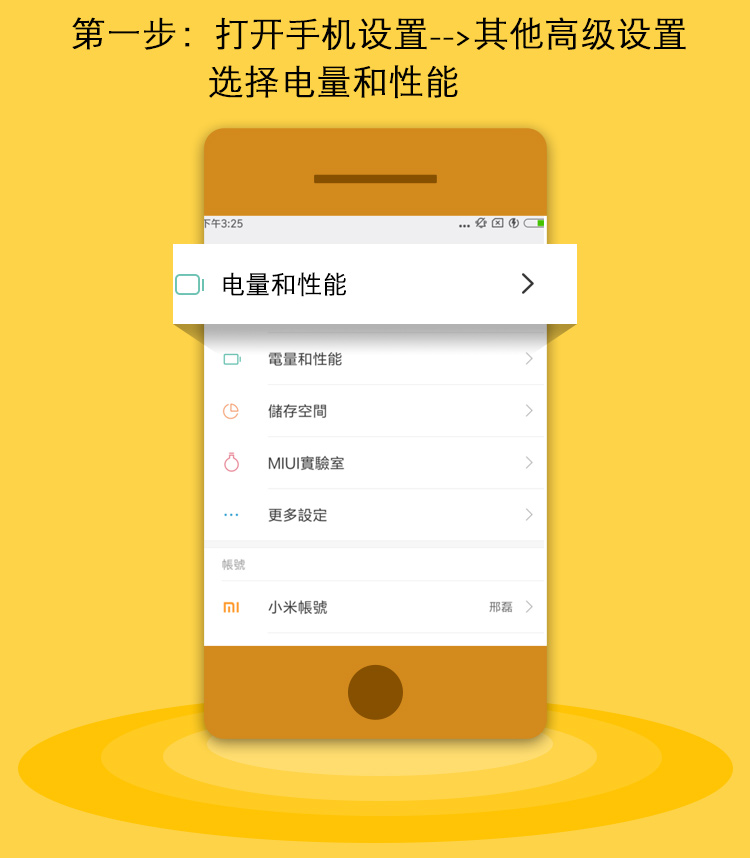 第一步：打开手机设置-->其他高级设置
选择电量和性能
下午3:25
电量和性能
電量和性能
儲存空間
MIUI實驗室
更多設定
帳號
小米帳號 邢磊